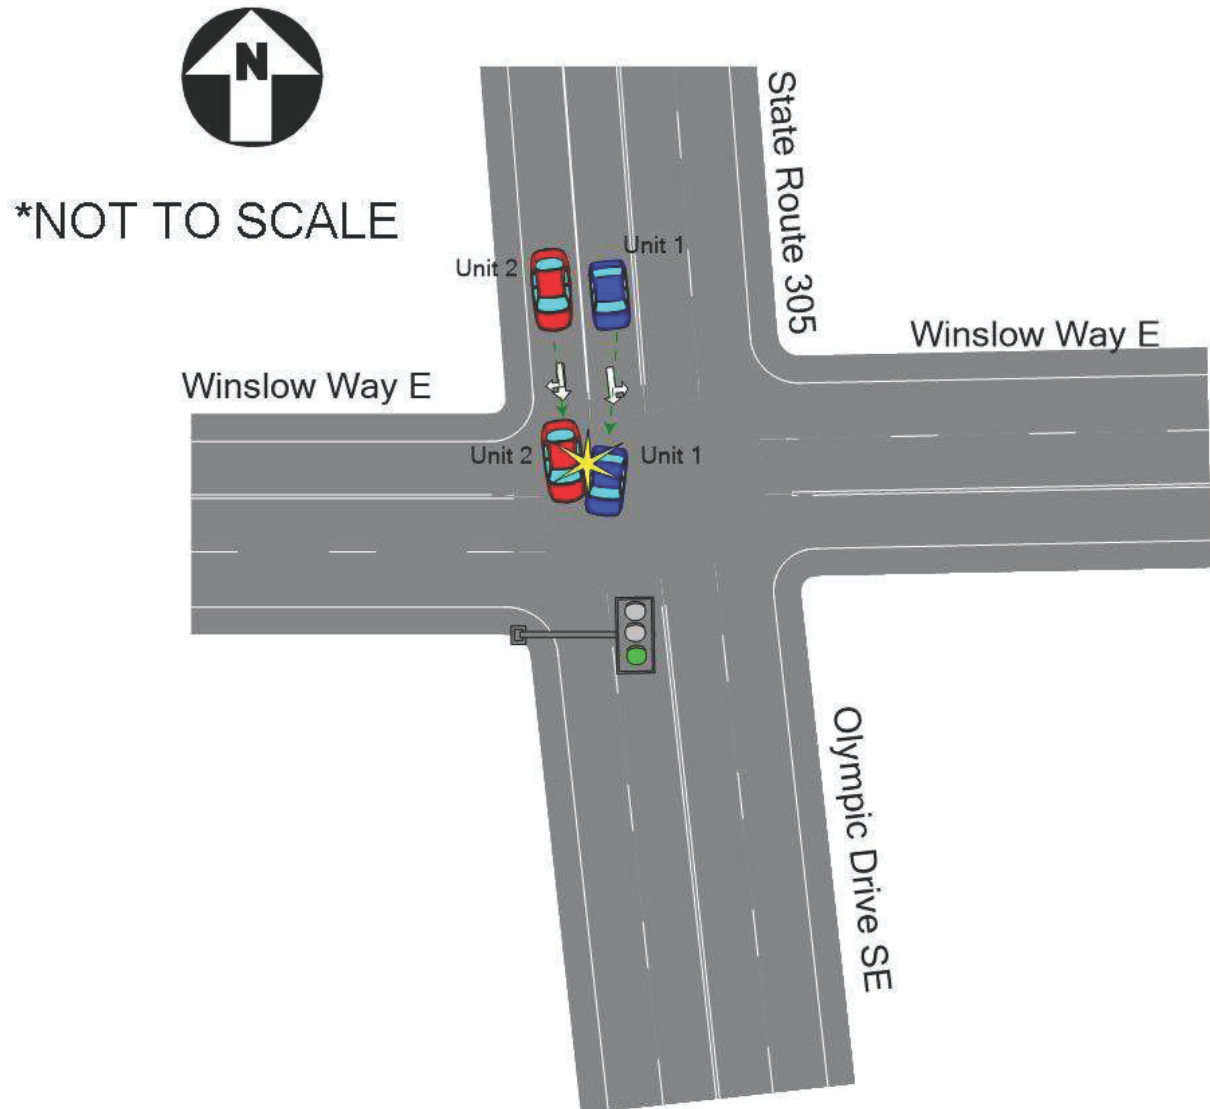 N
*NOT TO SCALE
State Route 305
Unit 1
Unit 2
Winslow Way E
Winslow Way E
Unit 2
Unit 1
Olympic Drive SE